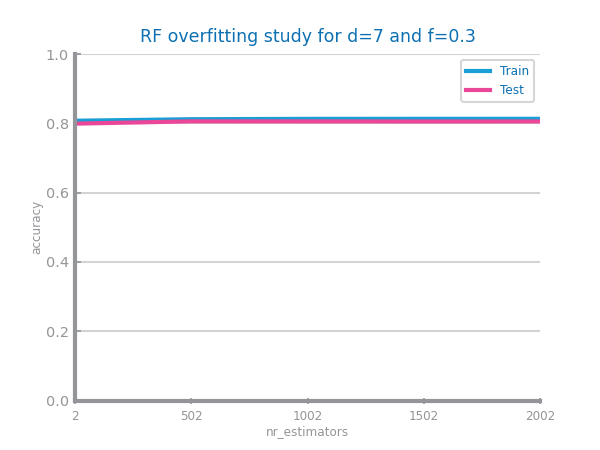 RF overfitting study for d=7 and f=0.3
1.0
0.8
0.6
0.4
0.2
0.0
accuracy
Train
Test
2
502
1002
1502
2002
nr_estimators